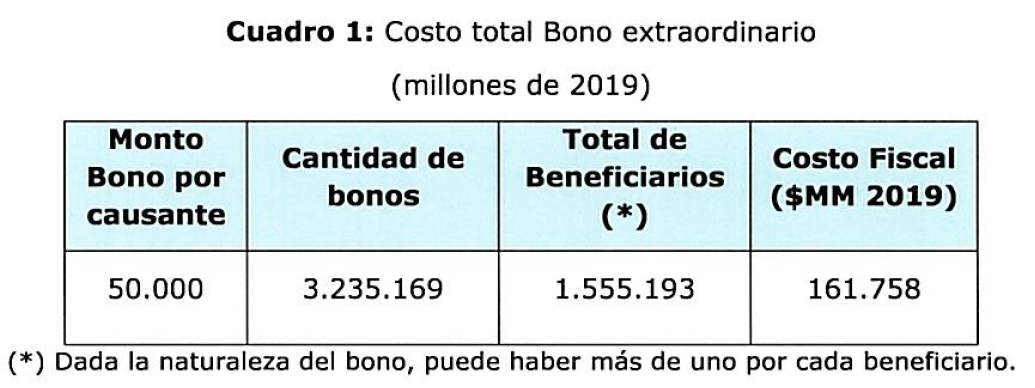 Cuadro 1: Costo total Bono extraordinario
(millones de 2019)
Monto Bono por causante
Cantidad de bonos
Total de Beneficiarios (*)
Costo Fiscal ($MM 2019)
50.000
3.235.169
1.555.193
161.758
(*) Dada la naturaleza del bono, puede haber más de uno por cada beneficiario.